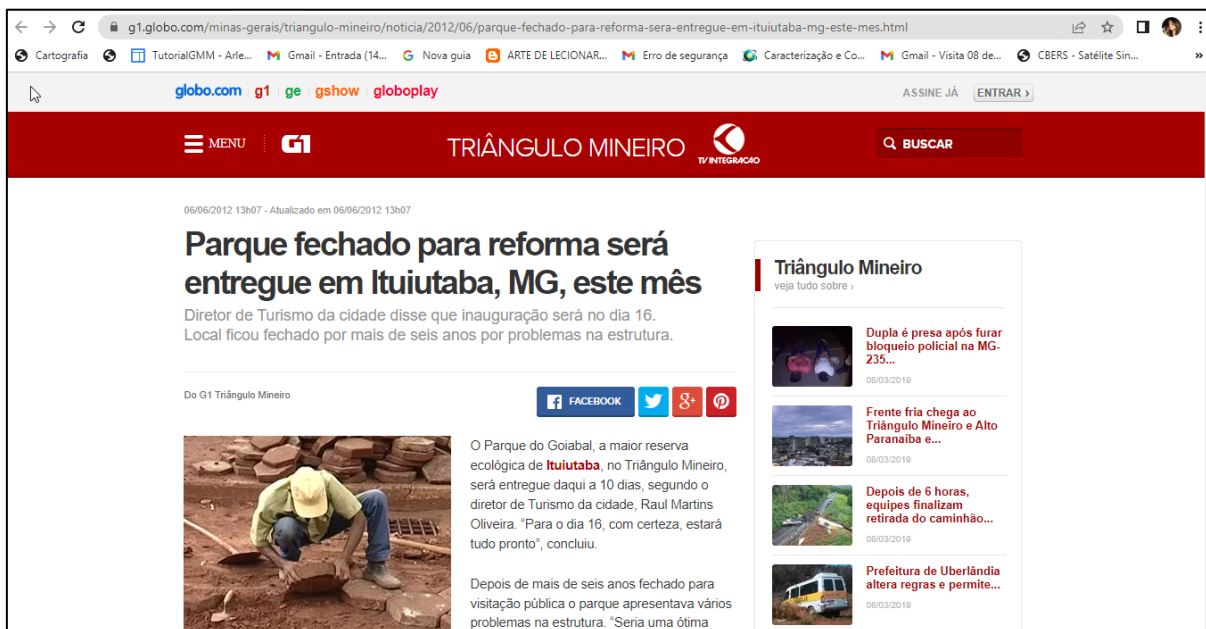 g1.globo.com/minas-gerais/triangulo-mineiro/noticia/2012/06/parque-fechado-para-reforma-sera-entregue-em-ituiutaba-mg-este-mes.html
Cartografia TutorialGMM - Arle... Gmail - Entrada (14... Nova guia ARTE DE LECIONAR... Erro de segurança Caracterização e Co... Gmail - Visita 08 de... CBERS - Satélite Sin... »
globo.com g1 ge gshow globoplay ASSINE JÁ ENTRAR ›
MENU G1 TRIÂNGULO MINEIRO TV INTEGRAÇÃO BUSCAR
06/06/2012 13h07 - Atualizado em 06/06/2012 13h07
Parque fechado para reforma será
entregue em Ituiutaba, MG, este mês
Diretor de Turismo da cidade disse que inauguração será no dia 16.
Local ficou fechado por mais de seis anos por problemas na estrutura.
Do G1 Triângulo Mineiro
f FACEBOOK g+
O Parque do Goiabal, a maior reserva
ecológica de Ituiutaba, no Triângulo Mineiro,
será entregue daqui a 10 dias, segundo o
diretor de Turismo da cidade, Raul Martins
Oliveira. "Para o dia 16, com certeza, estará
tudo pronto", concluiu.
Depois de mais de seis anos fechado para
visitação pública o parque apresentava vários
problemas na estrutura. "Seria uma ótima
Triângulo Mineiro
veja tudo sobre ›
Dupla é presa após furar
bloqueio policial na MG-
235...
08/03/2019
Frente fria chega ao
Triângulo Mineiro e Alto
Paranaíba e...
08/03/2019
Depois de 6 horas,
equipes finalizam
retirada do caminhão...
08/03/2019
Prefeitura de Uberlândia
altera regras e permite...
08/03/2019